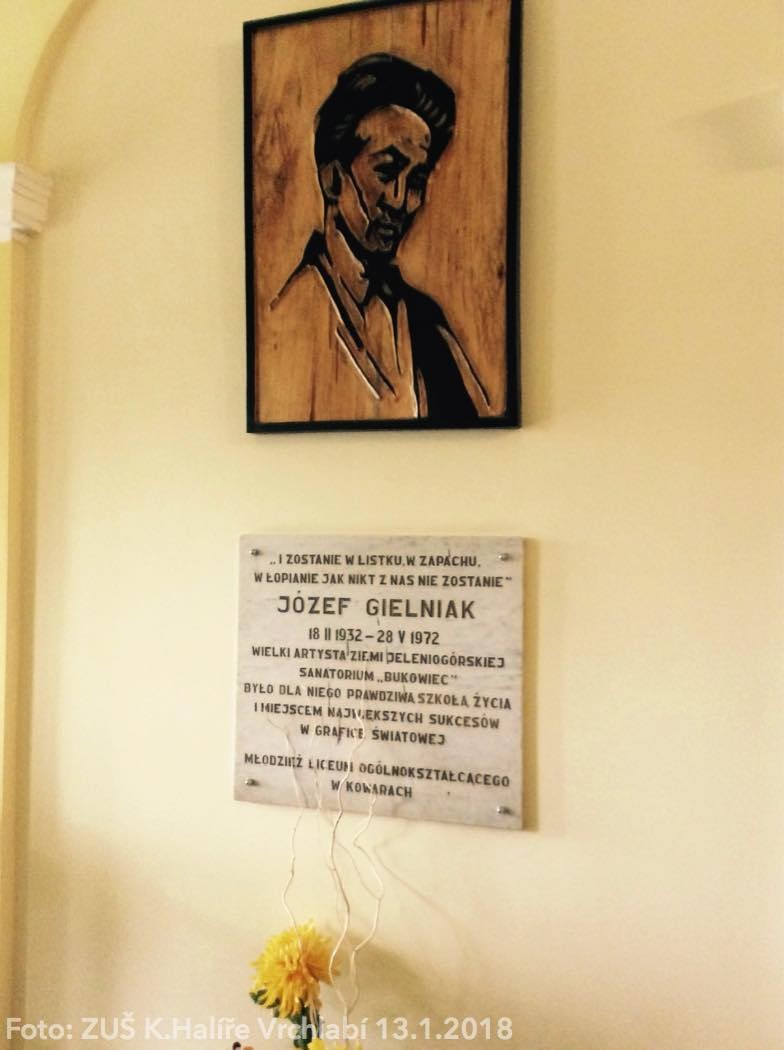 „I ZOSTANIE W LISTKU, W ZAPACHU,
W ŁOPIANIE JAK NIKT Z NAS NIE ZOSTANIE"
JÓZEF GIELNIAK
18 II 1932 – 28 V 1972
WIELKI ARTYSTA ZIEMI JELENIOGÓRSKIEJ
SANATORIUM „BUKOWIEC"
BYŁO DLA NIEGO PRAWDZIWĄ SZKOŁĄ ŻYCIA
I MIEJSCEM NAJWIĘKSZYCH SUKCESÓW
W GRAFICE ŚWIATOWEJ
MŁODZIEŻ LICEUM OGÓLNOKSZTAŁCĄCEGO
W KOWARACH
Foto: ZUŠ K.Halíře Vrchlabí 13.1.2018